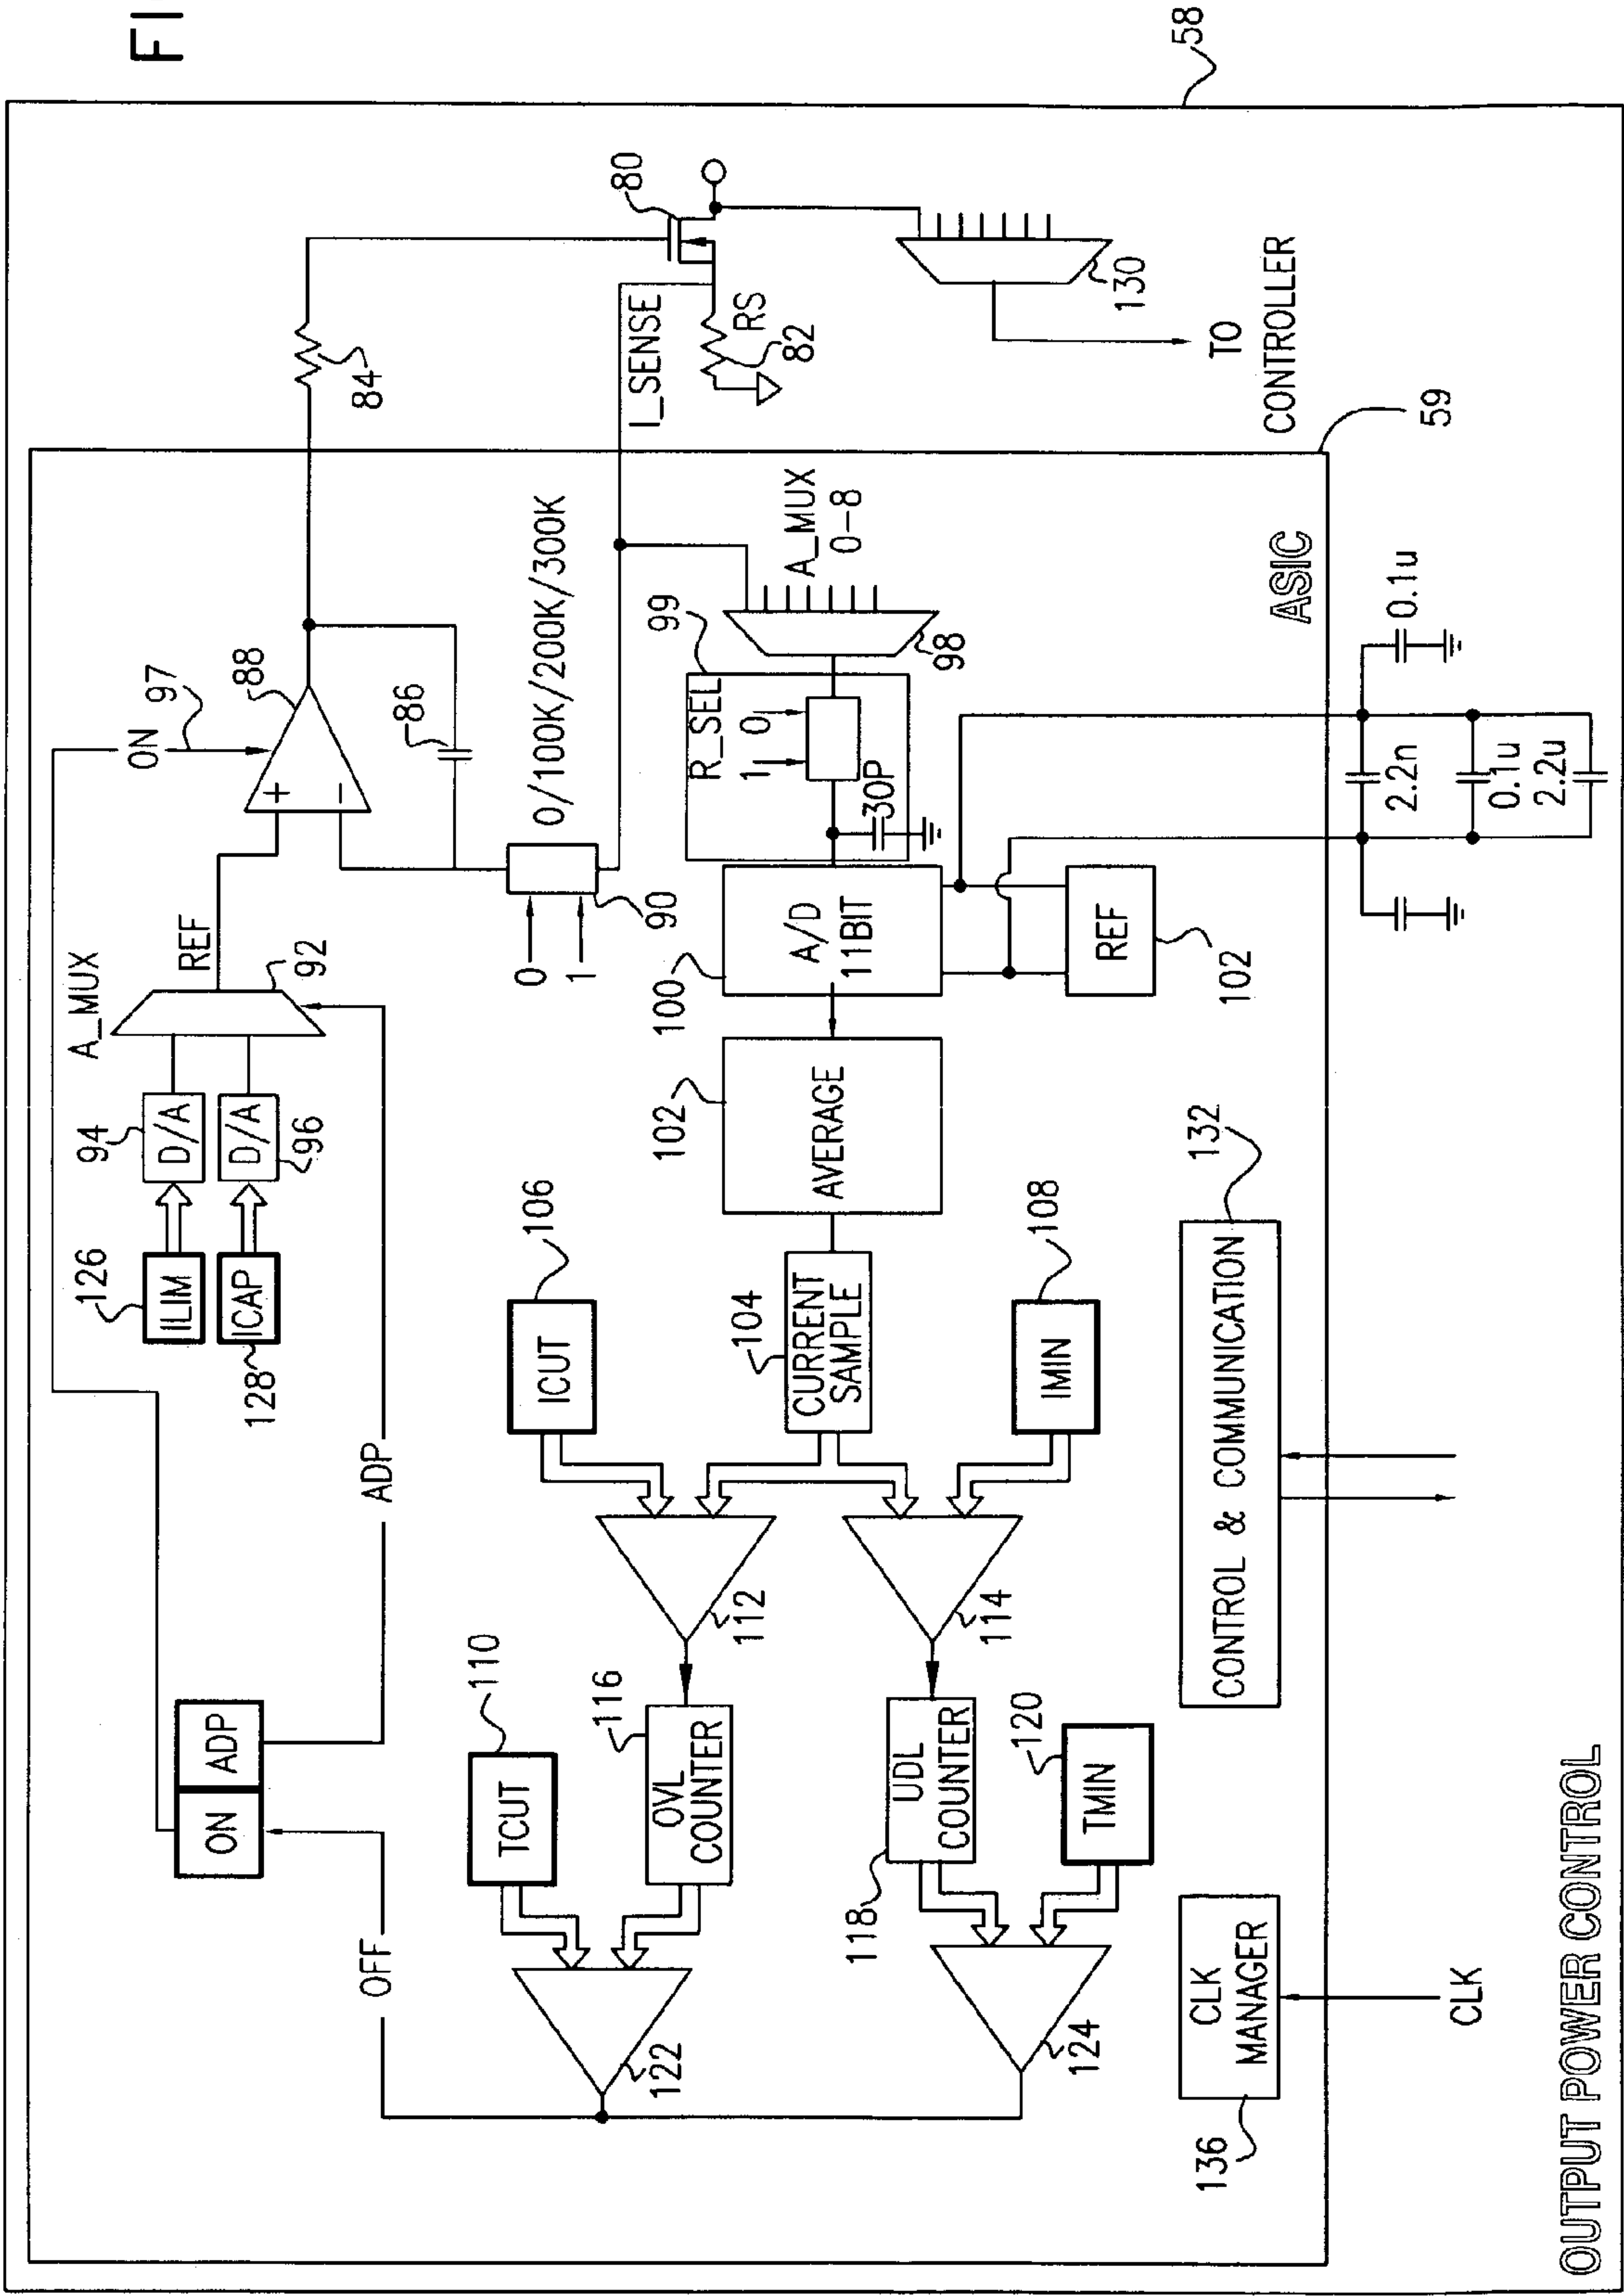 FI
58
80
84
I_SENSE
RS
82
130
TO
CONTROLLER
59
ON
97
88
+
-
86
A_MUX
REF
92
94
D/A
D/A
96
126
ILIM
ICAP
128
ADP
0/100K/200K/300K
0
1
90
99
R_SEL
1
0
30P
A_MUX
0-8
98
ASIC
100
A/D
11BIT
REF
102
0.1u
2.2n
0.1u
2.2u
102
AVERAGE
106
ICUT
104
CURRENT
SAMPLE
108
IMIN
112
114
132
CONTROL & COMMUNICATION
ON
ADP
110
TCUT
116
OVL
COUNTER
118
UDL
COUNTER
120
TMIN
OFF
122
124
136
CLK
MANAGER
CLK
OUTPUT POWER CONTROL